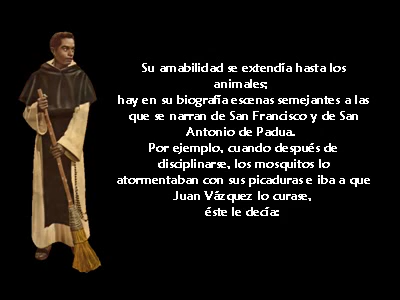 Su amabilidad se extendía hasta los
animales;
hay en su biografía escenas semejantes a las
que se narran de San Francisco y de San
Antonio de Padua.
Por ejemplo, cuando después de
disciplinarse, los mosquitos lo
atormentaban con sus picaduras e iba a que
Juan Vázquez lo curase,
éste le decía: